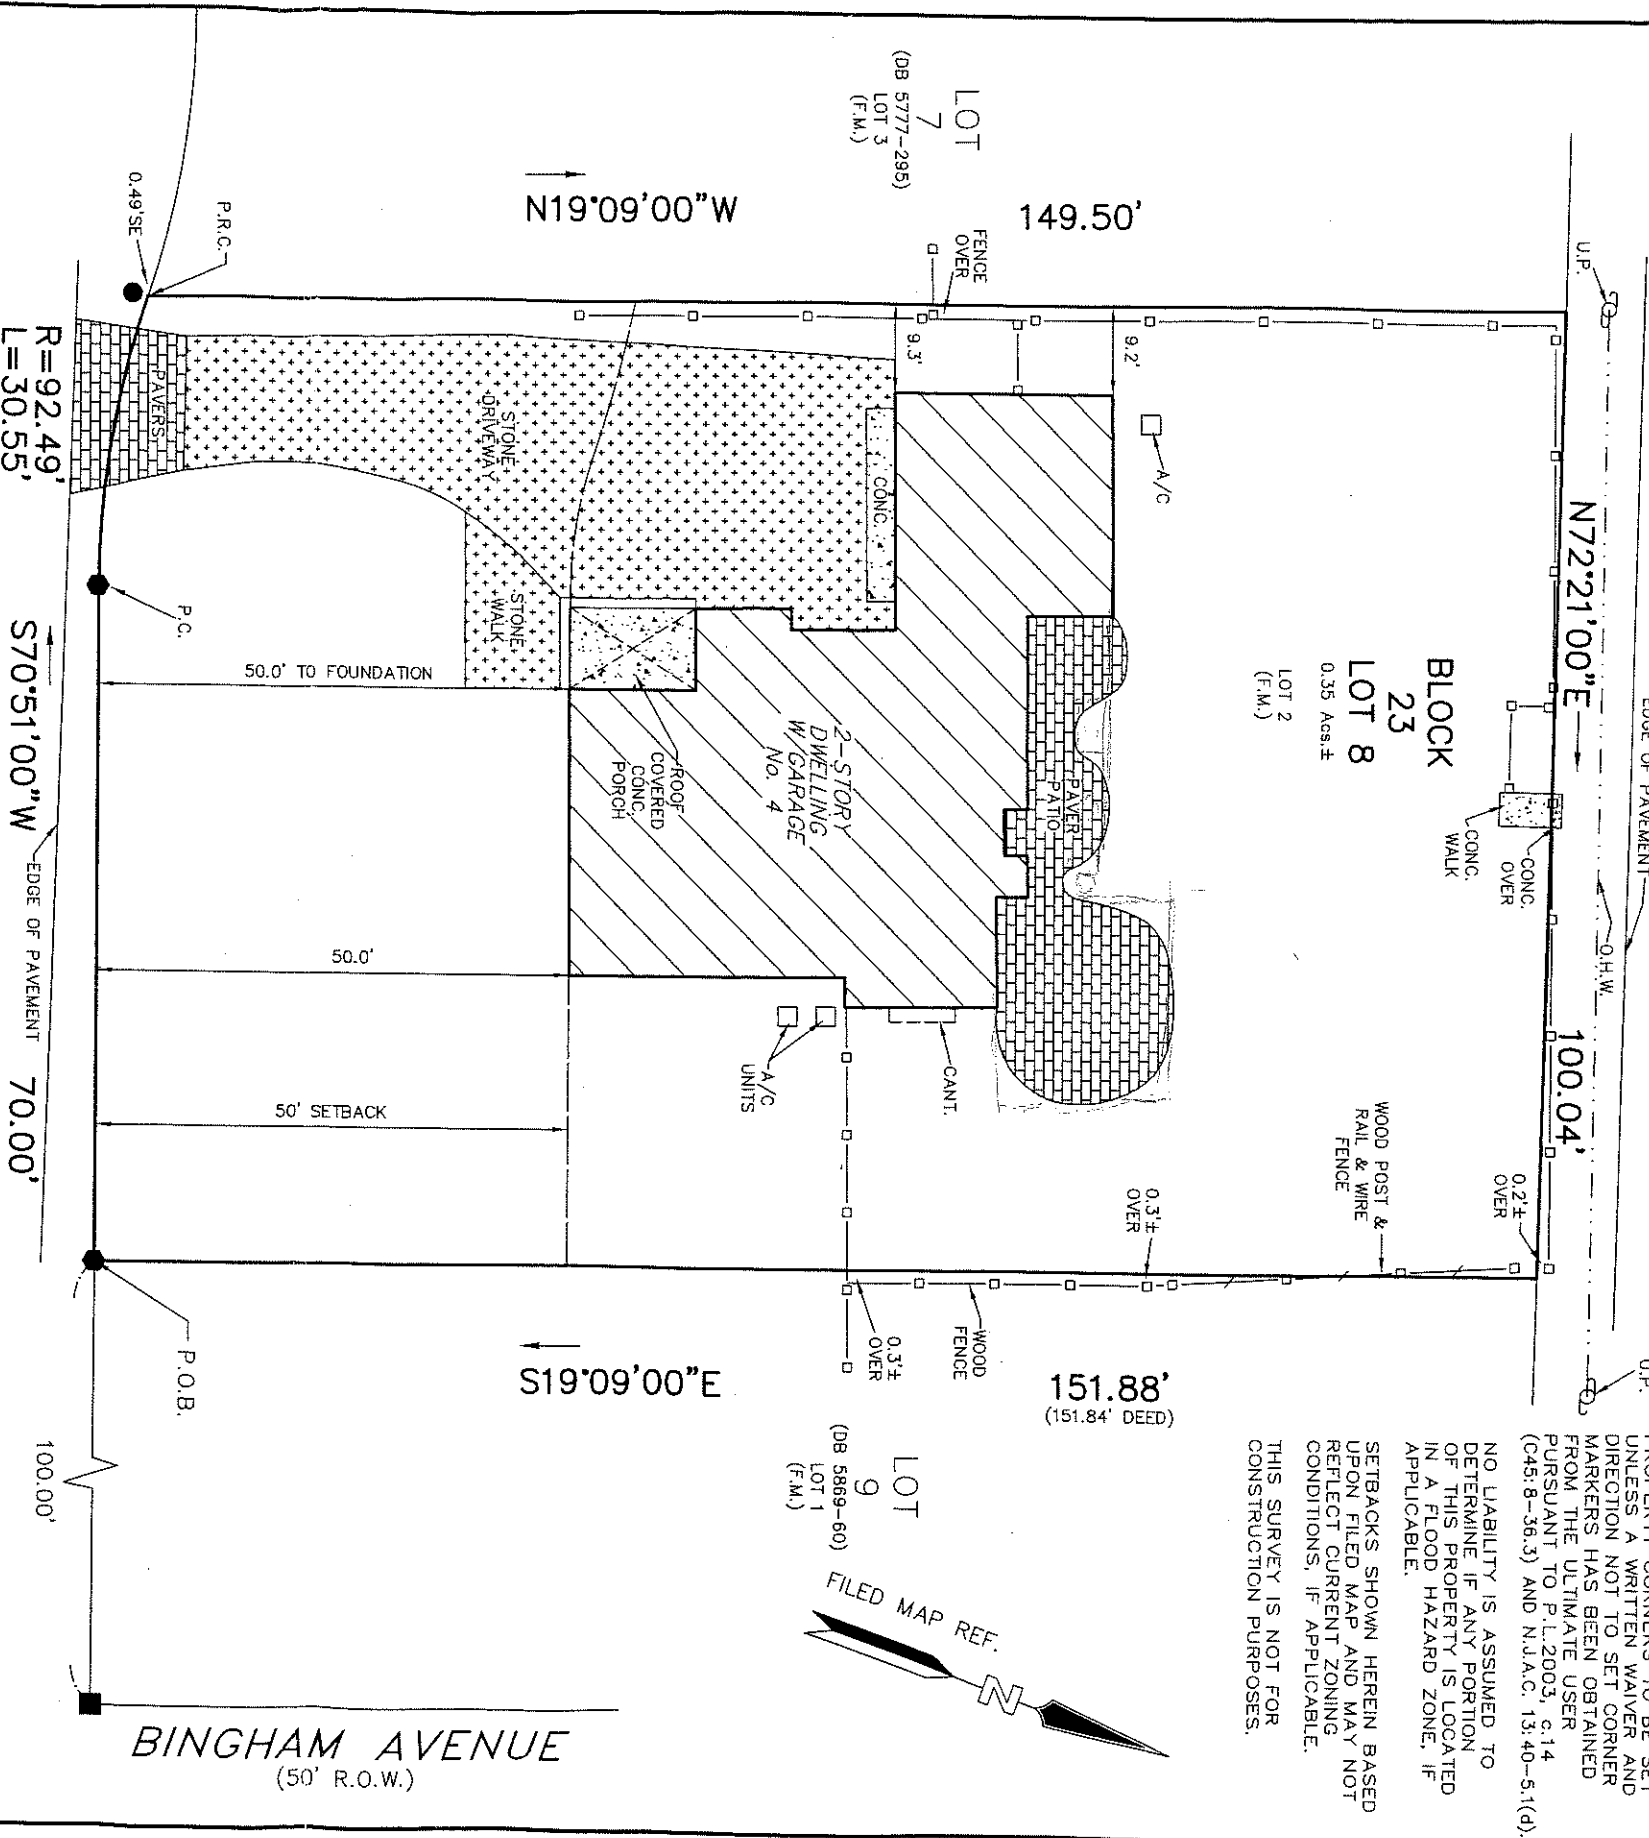 LOT
7
(DB 5777-295)
LOT 3
(F.M.)
N19°09'00"W
149.50'
FENCE
OVER
U.P.
P.R.C.
0.49'SE
R=92.49'
L=30.55'
PAVERS
STONE
DRIVEWAY
CONC.
9.3'
9.2'
A/C
N72°21'00"E
100.04'
EDGE OF PAVEMENT
O.H.W.
BLOCK
23
LOT 8
0.35 Acs.±
LOT 2
(F.M.)
CONC.
OVER
CONC.
WALK
P.C.
STONE
WALK
50.0' TO FOUNDATION
ROOF
COVERED
CONC.
PORCH
2-STORY
DWELLING
W/GARAGE
No. 4
PAVER
PATIO
S70°51'00"W
70.00'
EDGE OF PAVEMENT
50.0'
50' SETBACK
A/C
UNITS
CANT.
WOOD POST &
RAIL & WIRE
FENCE
0.2'±
OVER
0.3'±
OVER
0.3'±
OVER
WOOD
FENCE
P.O.B.
100.00'
S19°09'00"E
151.88'
(151.84' DEED)
LOT
9
(DB 5869-60)
LOT 1
(F.M.)
U.P.
PROPERTY CORNERS TO BE SET
UNLESS A WRITTEN WAIVER AND
DIRECTION NOT TO SET CORNER
MARKERS HAS BEEN OBTAINED
FROM THE ULTIMATE USER
PURSUANT TO P.L.2003, c.14
(C45:8-36.3) AND N.J.A.C. 13:40-5.1(d).
NO LIABILITY IS ASSUMED TO
DETERMINE IF ANY PORTION
OF THIS PROPERTY IS LOCATED
IN A FLOOD HAZARD ZONE, IF
APPLICABLE.
SETBACKS SHOWN HEREIN BASED
UPON FILED MAP AND MAY NOT
REFLECT CURRENT ZONING
CONDITIONS, IF APPLICABLE.
THIS SURVEY IS NOT FOR
CONSTRUCTION PURPOSES.
FILED MAP REF.
N
BINGHAM AVENUE
(50' R.O.W.)